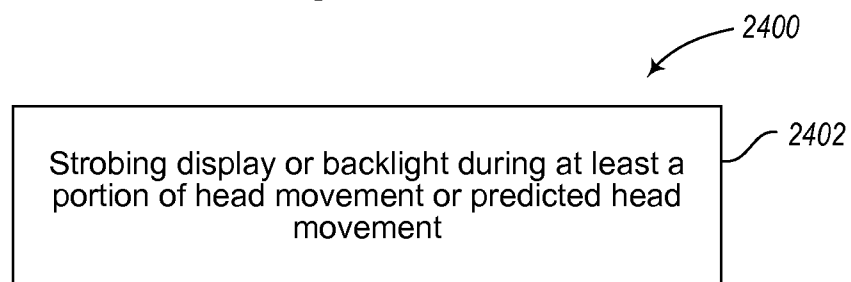 2400
2402
Strobing display or backlight during at least a
portion of head movement or predicted head
movement